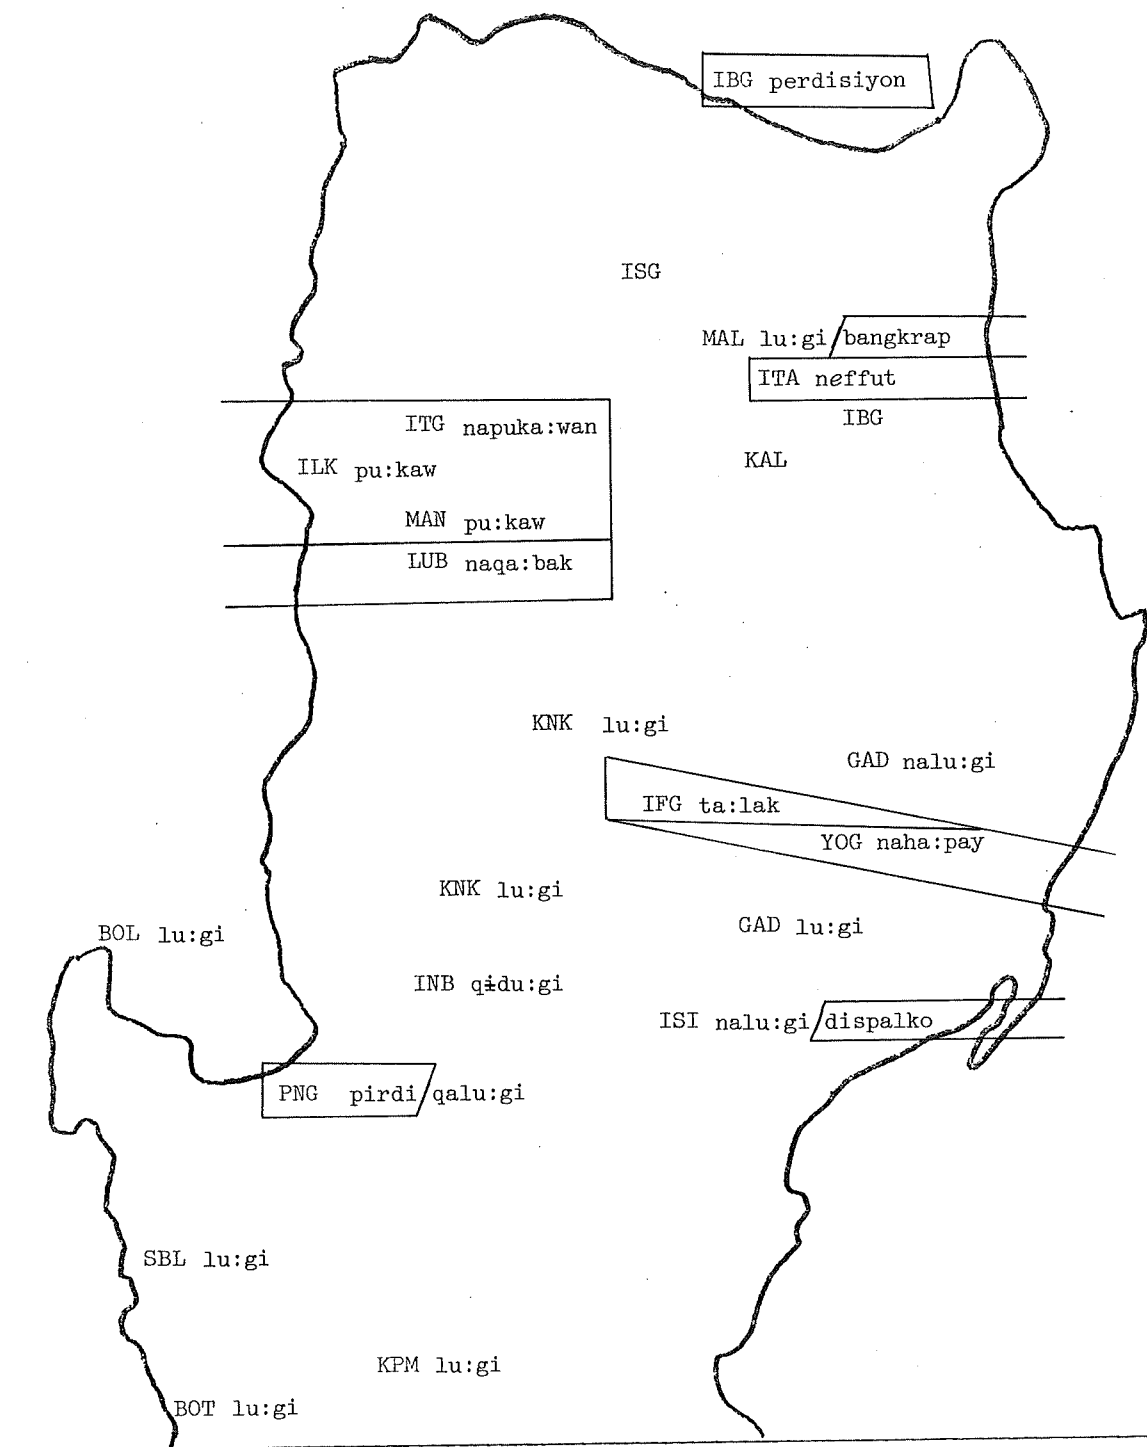 IBG perdisiyon
ISG
MAL lu:gi/bangkrap
ITA neffut
IBG
ITG napuka:wan
KAL
ILK pu:kaw
MAN pu:kaw
LUB naqa:bak
KNK lu:gi
GAD nalu:gi
IFG ta:lak
YOG naha:pay
KNK lu:gi
GAD lu:gi
BOL lu:gi
INB qɨdu:gi
ISI nalu:gi/dispalko
PNG pirdi/qalu:gi
SBL lu:gi
KPM lu:gi
BOT lu:gi